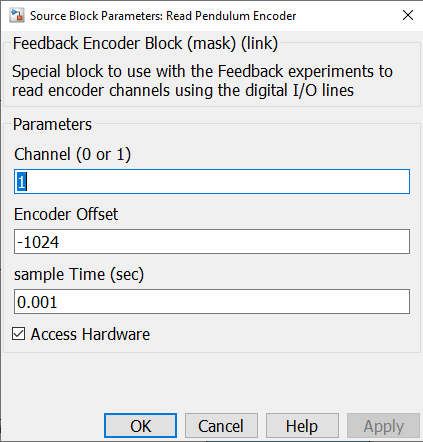 Source Block Parameters: Read Pendulum Encoder
Feedback Encoder Block (mask) (link)
Special block to use with the Feedback experiments to
read encoder channels using the digital I/O lines
Parameters
Channel (0 or 1)
1
Encoder Offset
-1024
sample Time (sec)
0.001
Access Hardware
OK Cancel Help Apply